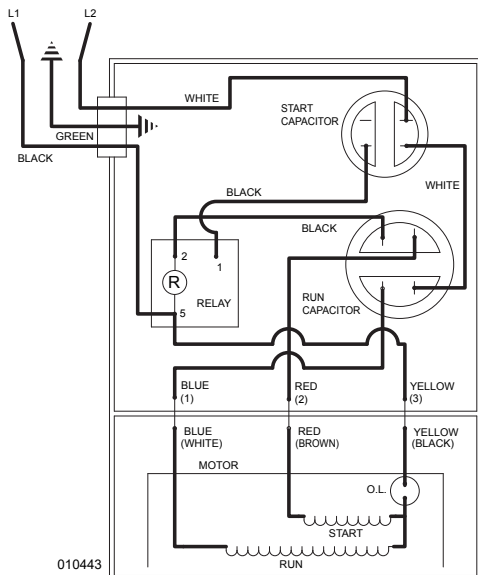 L1
L2
WHITE
START
CAPACITOR
GREEN
BLACK
WHITE
BLACK
BLACK
2
1
R
RELAY
5
RUN
CAPACITOR
BLUE
(1)
RED
(2)
YELLOW
(3)
BLUE
(WHITE)
RED
(BROWN)
YELLOW
(BLACK)
MOTOR
O.L.
START
RUN
010443